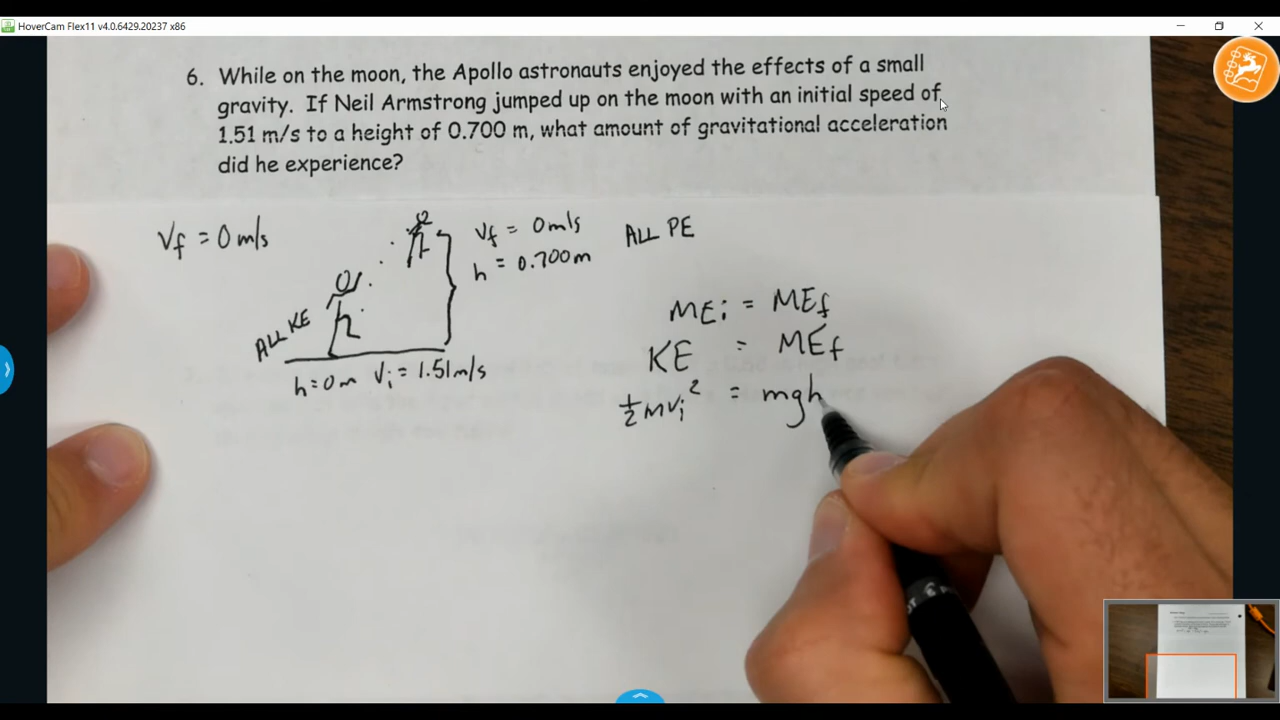 HoverCam Flex11 v4.0.6429.20237 x86
6. While on the moon, the Apollo astronauts enjoyed the effects of a small
gravity. If Neil Armstrong jumped up on the moon with an initial speed of
1.51 m/s to a height of 0.700 m, what amount of gravitational acceleration
did he experience?
Vf = 0 m/s
Vf = 0 m/s
h = 0.700m
ALL PE
ALL KE
h = 0m Vi = 1.51 m/s
MEi = MEf
KE = MEf
½mvi² = mgh